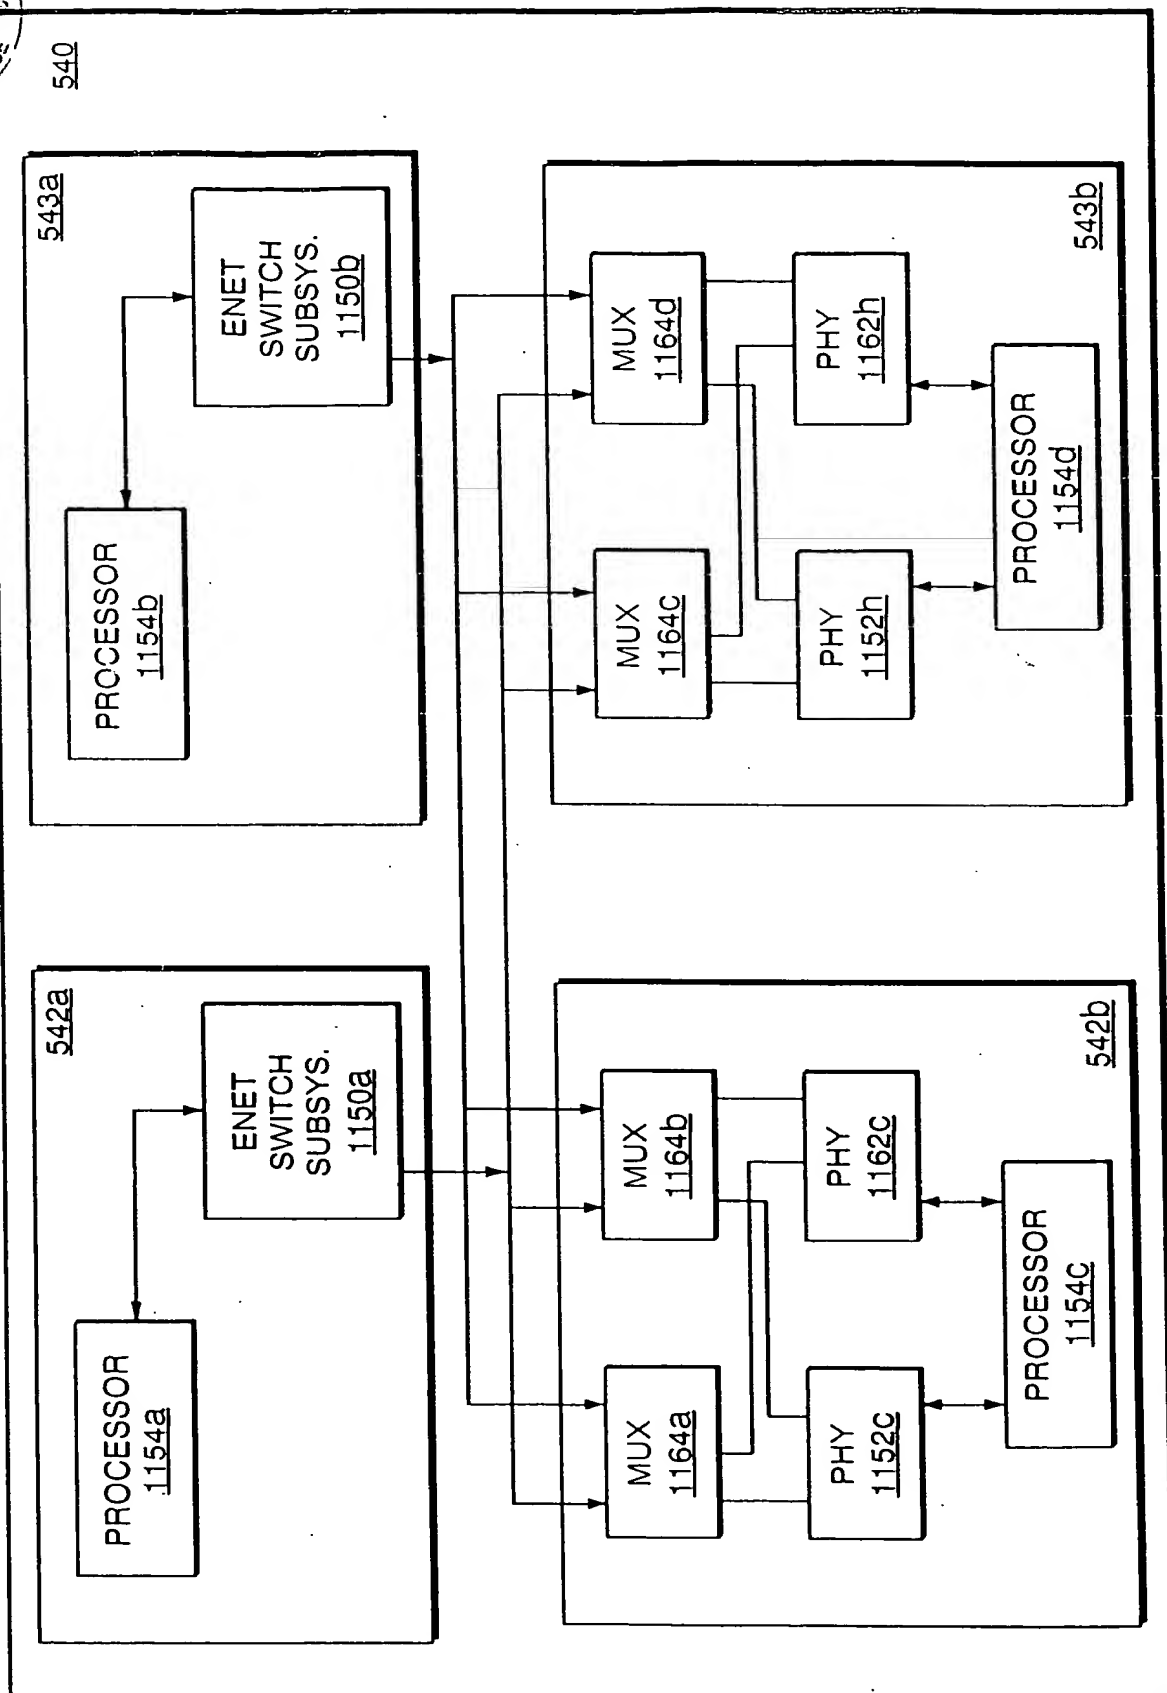 540
542a
PROCESSOR
1154a
ENET
SWITCH
SUBSYS.
1150a
543a
PROCESSOR
1154b
ENET
SWITCH
SUBSYS.
1150b
542b
MUX
1164a
MUX
1164b
PHY
1152c
PHY
1162c
PROCESSOR
1154c
543b
MUX
1164c
MUX
1164d
PHY
1152h
PHY
1162h
PROCESSOR
1154d